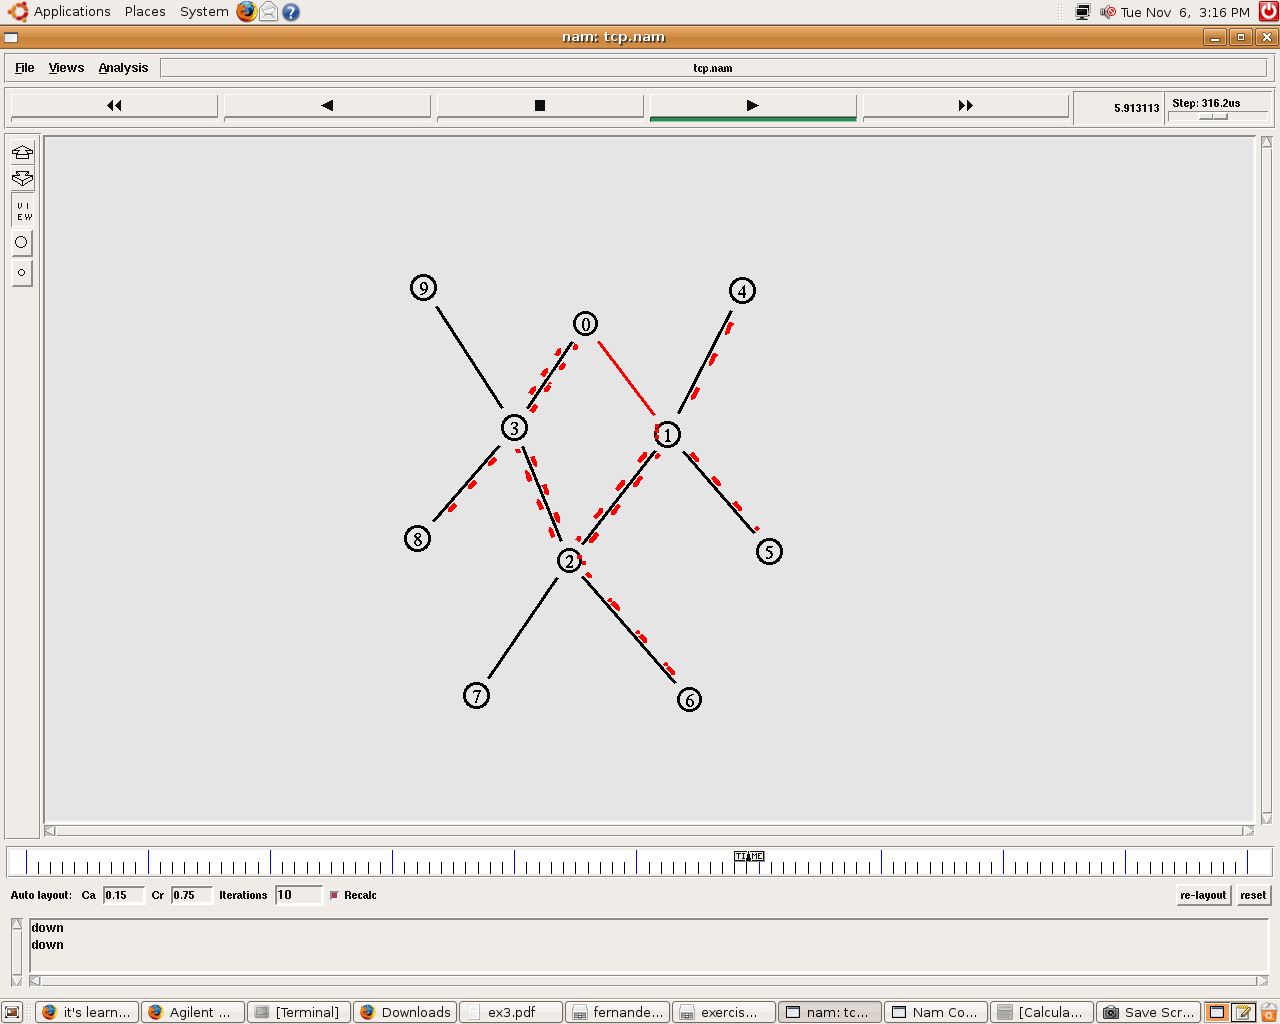 Applications Places System Tue Nov 6, 3:16 PM
nam: tcp.nam
File Views Analysis tcp.nam
5.913113 Step: 316.2us
VI
EW
9
4
0
3
1
8
5
2
7
6
TIME
Auto layout: Ca 0.15 Cr 0.75 Iterations 10 Recalc re-layout reset
down
down
it's learn... Agilent ... [Terminal] Downloads ex3.pdf fernande... exercis... nam: tc... Nam Co... [Calcula... Save Scr...